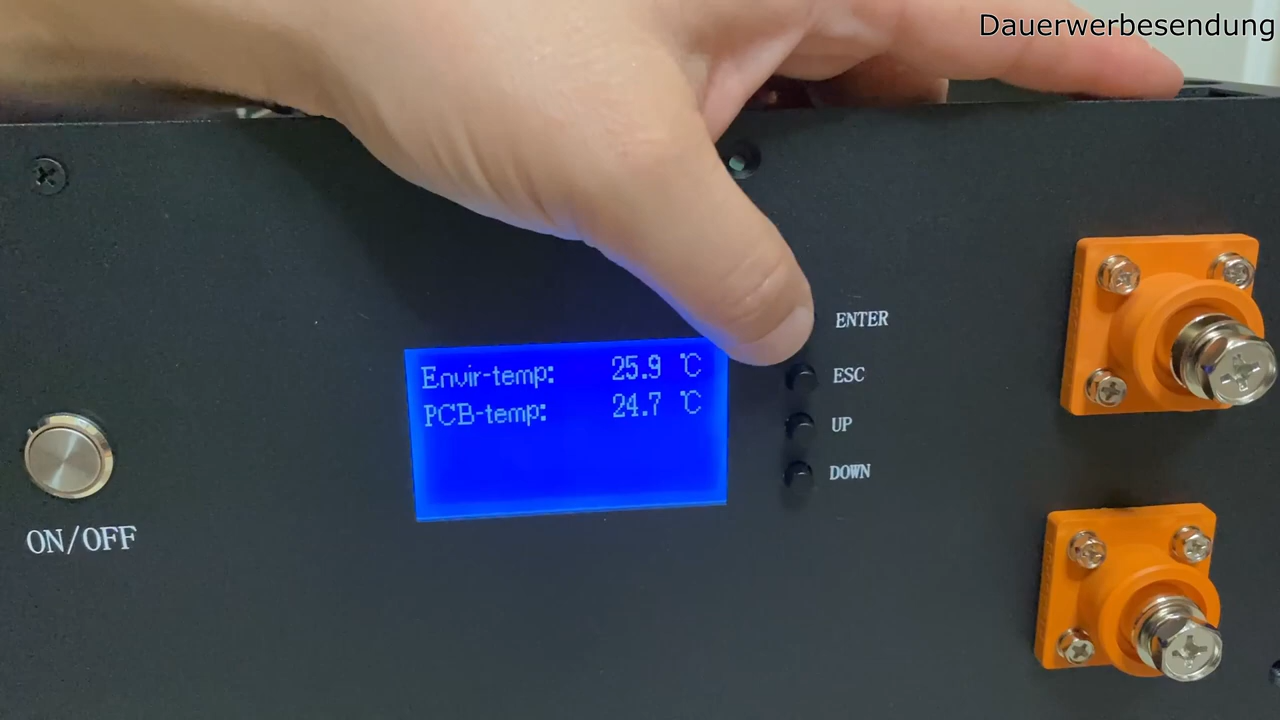 Dauerwerbesendung
ENTER
Envir-temp: 25.9 ℃
PCB-temp: 24.7 ℃
ESC
UP
DOWN
ON/OFF